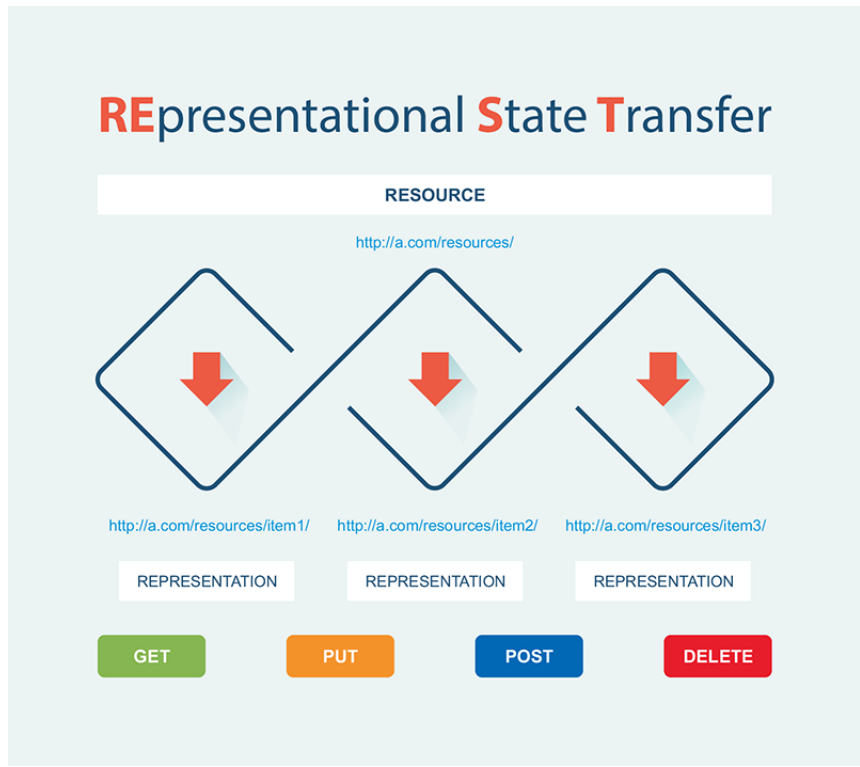 REpresentational State Transfer
RESOURCE
http://a.com/resources/
http://a.com/resources/item1/ http://a.com/resources/item2/ http://a.com/resources/item3/
REPRESENTATION REPRESENTATION REPRESENTATION
GET PUT POST DELETE